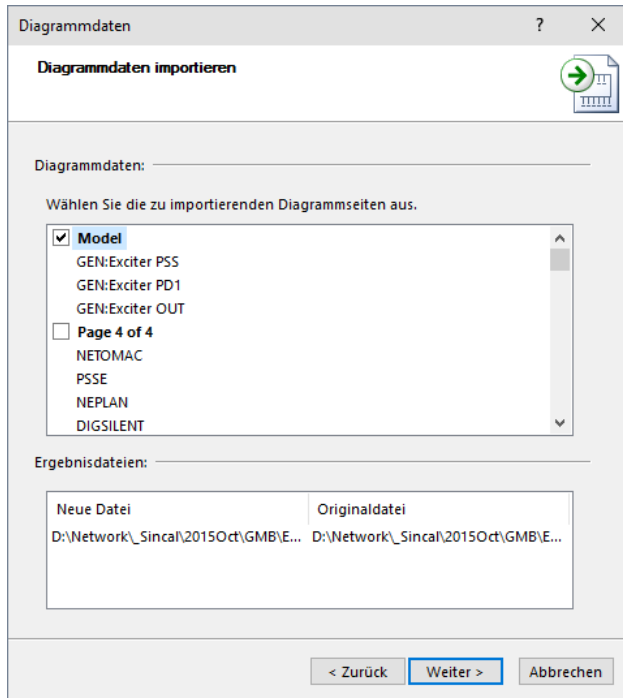 Diagrammdaten ?
Diagrammdaten importieren
Diagrammdaten:
Wählen Sie die zu importierenden Diagrammseiten aus.
Model
GEN:Exciter PSS
GEN:Exciter PD1
GEN:Exciter OUT
Page 4 of 4
NETOMAC
PSSE
NEPLAN
DIGSILENT
Ergebnisdateien:
Neue Datei Originaldatei
D:\Network\_Sincal\2015Oct\GMB\E... D:\Network\_Sincal\2015Oct\GMB\E...
< Zurück Weiter > Abbrechen